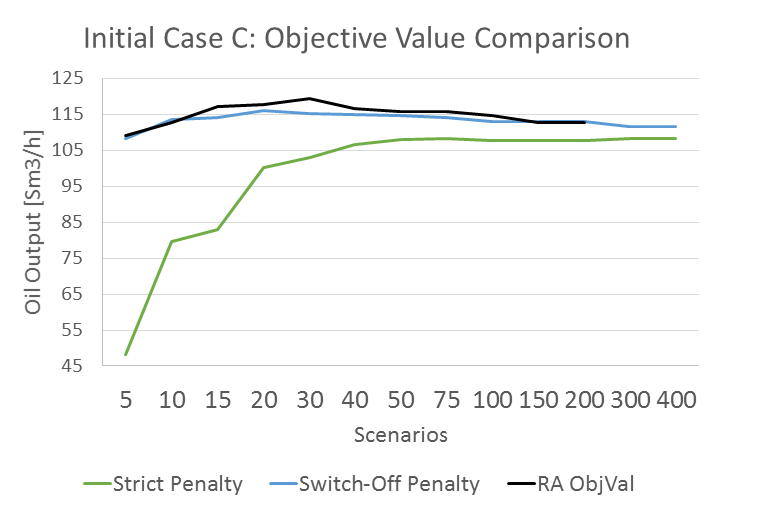 Initial Case C: Objective Value Comparison
125
115
105
95
85
75
65
55
45
Oil Output [Sm3/h]
5 10 15 20 30 40 50 75 100 150 200 300 400
Scenarios
Strict Penalty Switch-Off Penalty RA ObjVal